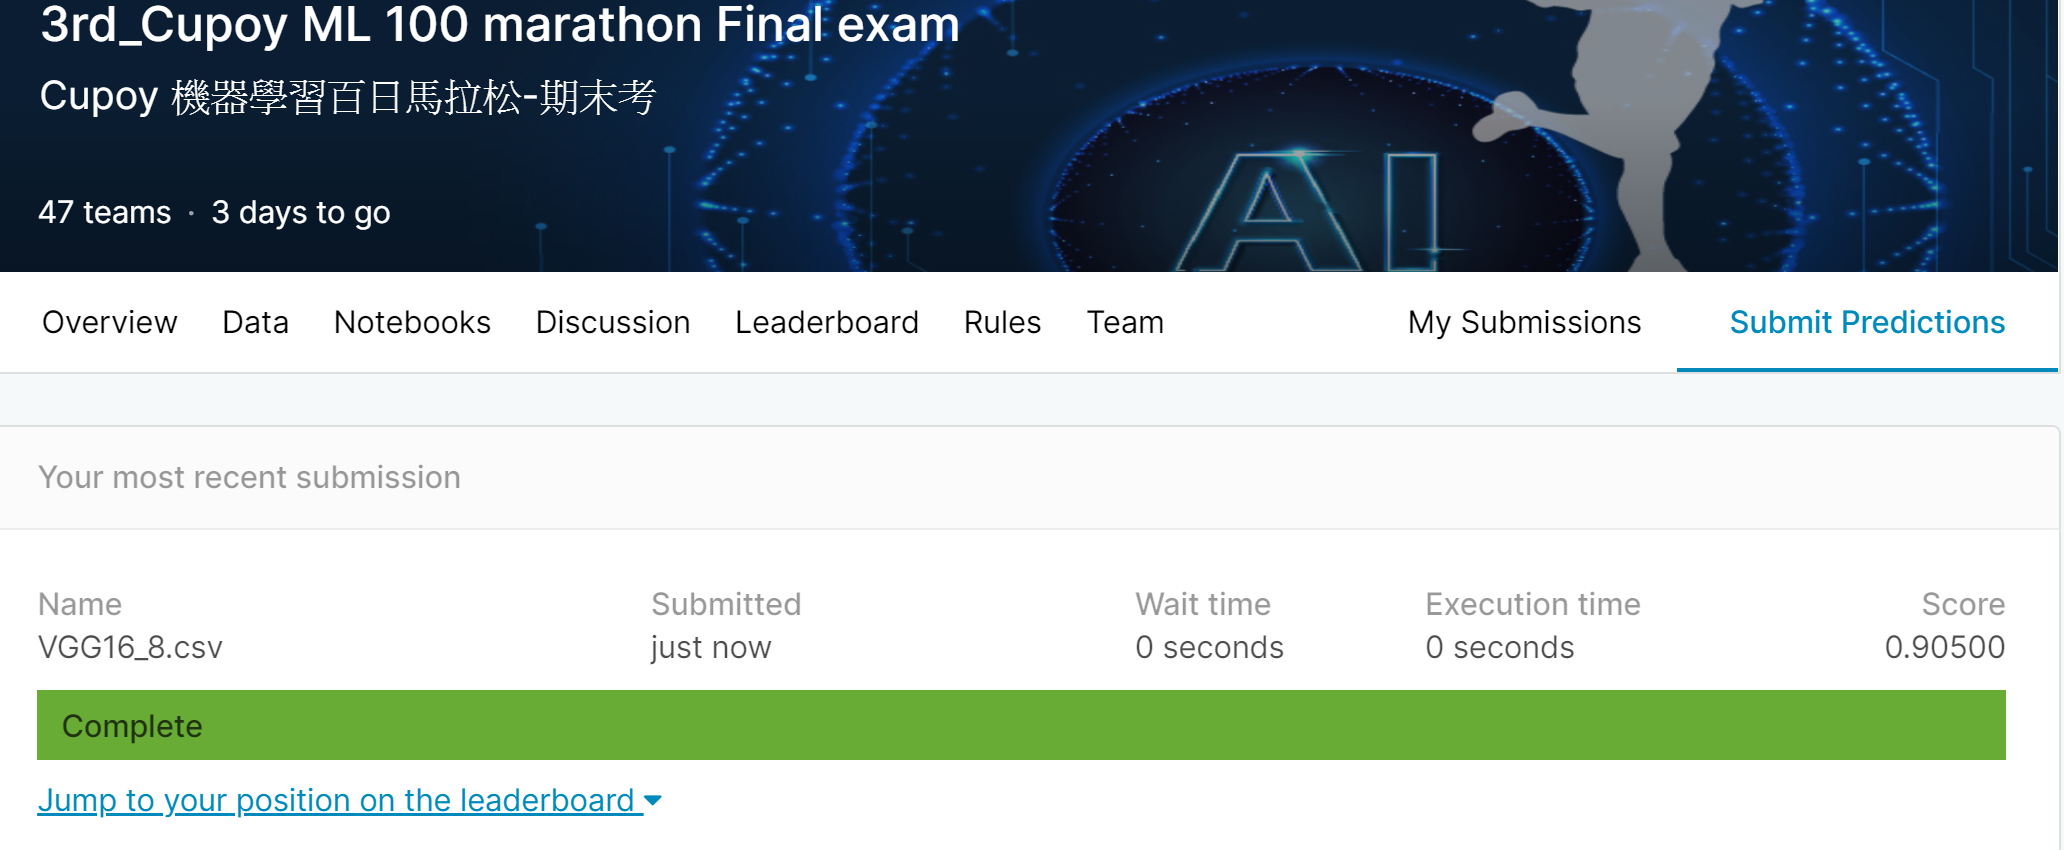 3rd_Cupoy ML 100 marathon Final exam
Cupoy 機器學習百日馬拉松-期末考
AI
47 teams · 3 days to go
Overview Data Notebooks Discussion Leaderboard Rules Team My Submissions Submit Predictions
Your most recent submission
Name Submitted Wait time Execution time Score
VGG16_8.csv just now 0 seconds 0 seconds 0.90500
Complete
Jump to your position on the leaderboard